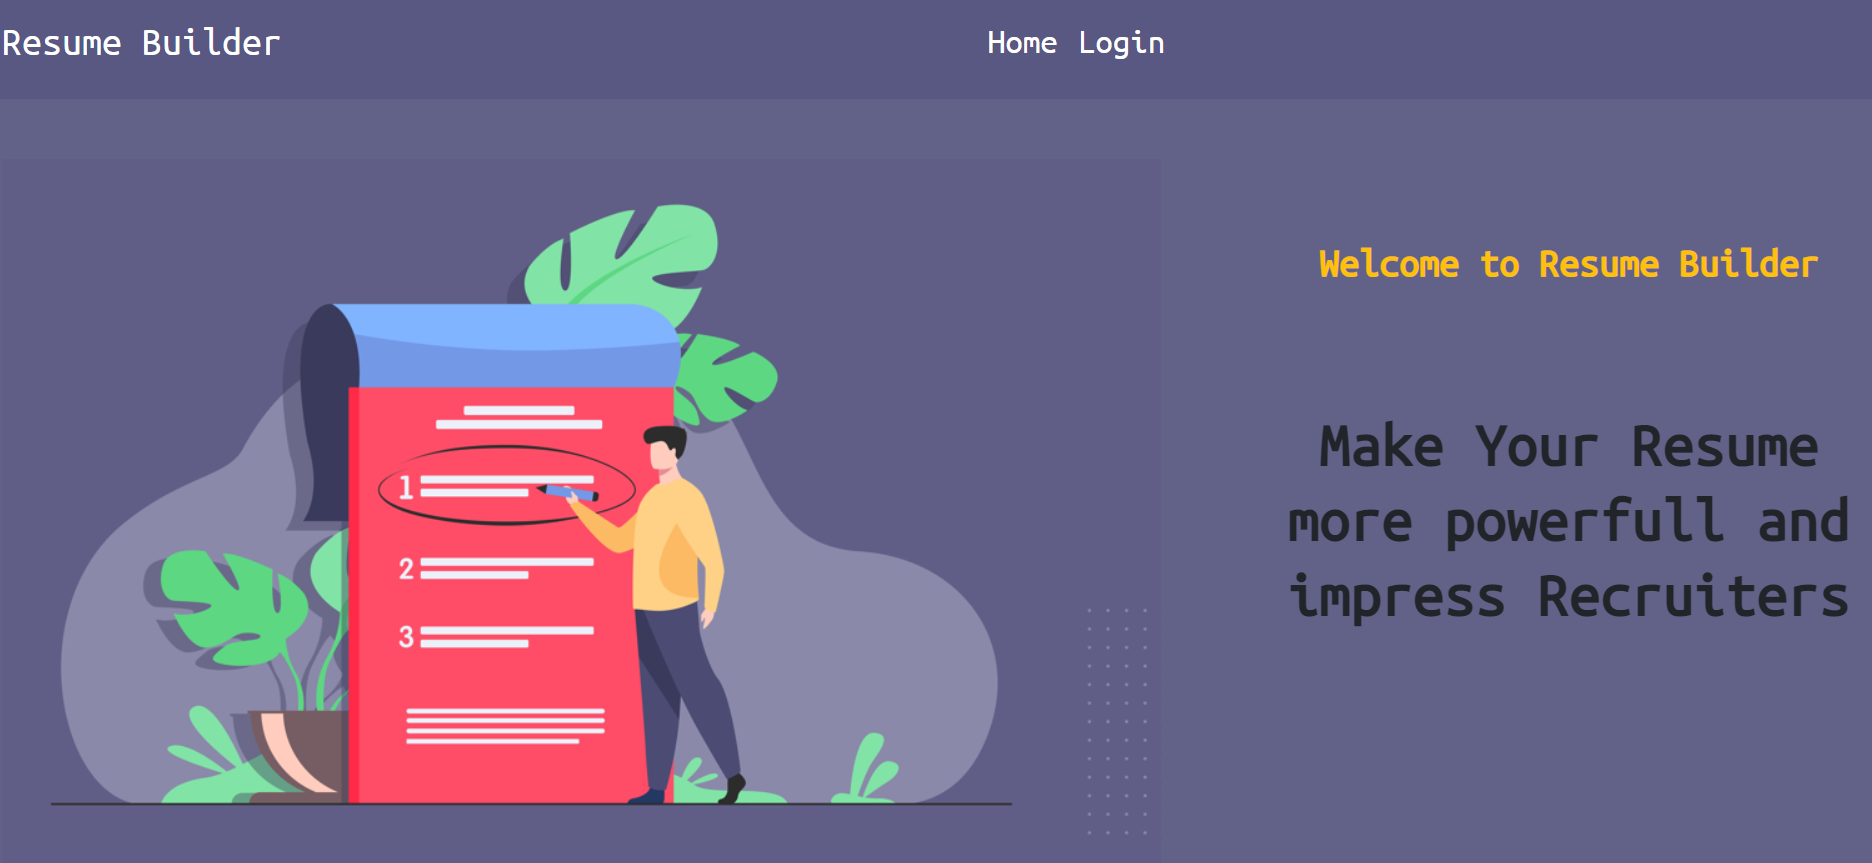 Resume Builder
Home Login
Welcome to Resume Builder
Make Your Resume
more powerfull and
impress Recruiters
1
2
3